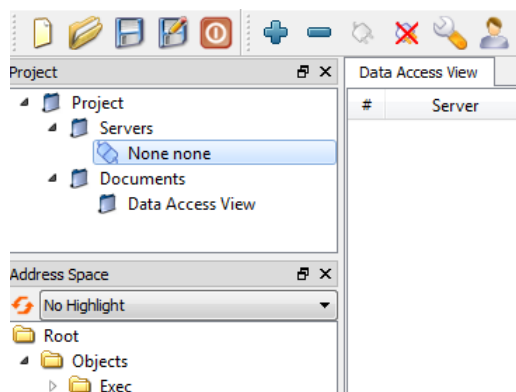 Project
Data Access View
Project
# Server
Servers
None none
Documents
Data Access View
Address Space
No Highlight
Root
Objects
Exec